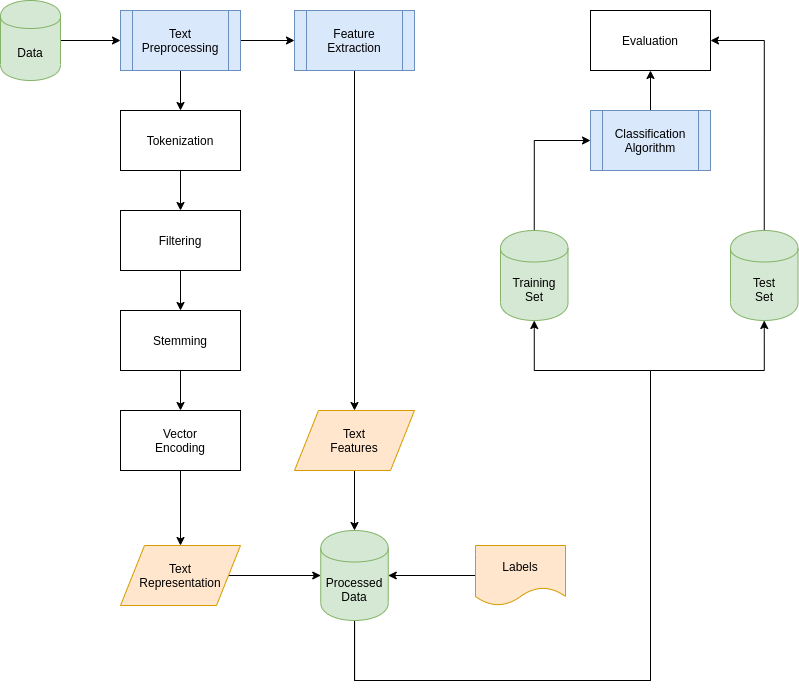 Data
Text
Preprocessing
Feature
Extraction
Evaluation
Tokenization
Classification
Algorithm
Filtering
Training
Set
Test
Set
Stemming
Vector
Encoding
Text
Features
Text
Representation
Processed
Data
Labels